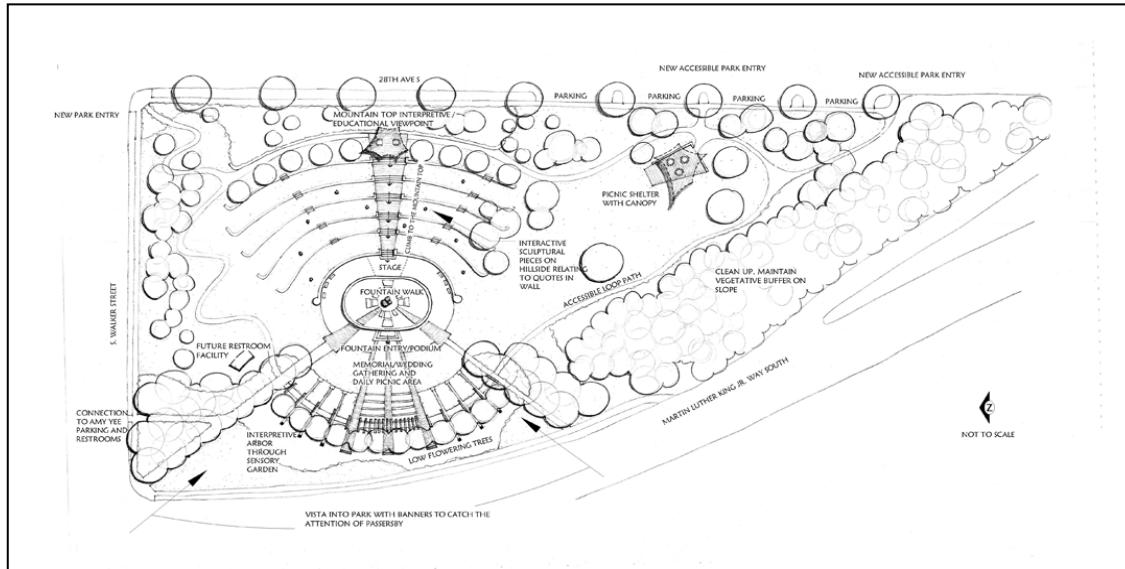 NEW ACCESSIBLE PARK ENTRY
NEW ACCESSIBLE PARK ENTRY
28TH AVE S
PARKING
PARKING
PARKING
PARKING
NEW PARK ENTRY
MOUNTAIN TOP INTERPRETIVE /
EDUCATIONAL VIEWPOINT
CLIMB TO THE MOUNTAIN TOP
PICNIC SHELTER
WITH CANOPY
INTERACTIVE
SCULPTURAL
PIECES ON
HILLSIDE RELATING
TO QUOTES IN
WALL
STAGE
FOUNTAIN WALK
ACCESSIBLE LOOP PATH
CLEAN UP, MAINTAIN
VEGETATIVE BUFFER ON
SLOPE
S. WALKER STREET
FUTURE RESTROOM
FACILITY
FOUNTAIN ENTRY/PODIUM
MEMORIAL/WEDDING
GATHERING AND
DAILY PICNIC AREA
MARTIN LUTHER KING JR. WAY SOUTH
Z
NOT TO SCALE
CONNECTION
TO AMY YEE
PARKING AND
RESTROOMS
INTERPRETIVE
ARBOR
THROUGH
SENSORY
GARDEN
LOW FLOWERING TREES
VISTA INTO PARK WITH BANNERS TO CATCH THE
ATTENTION OF PASSERSBY